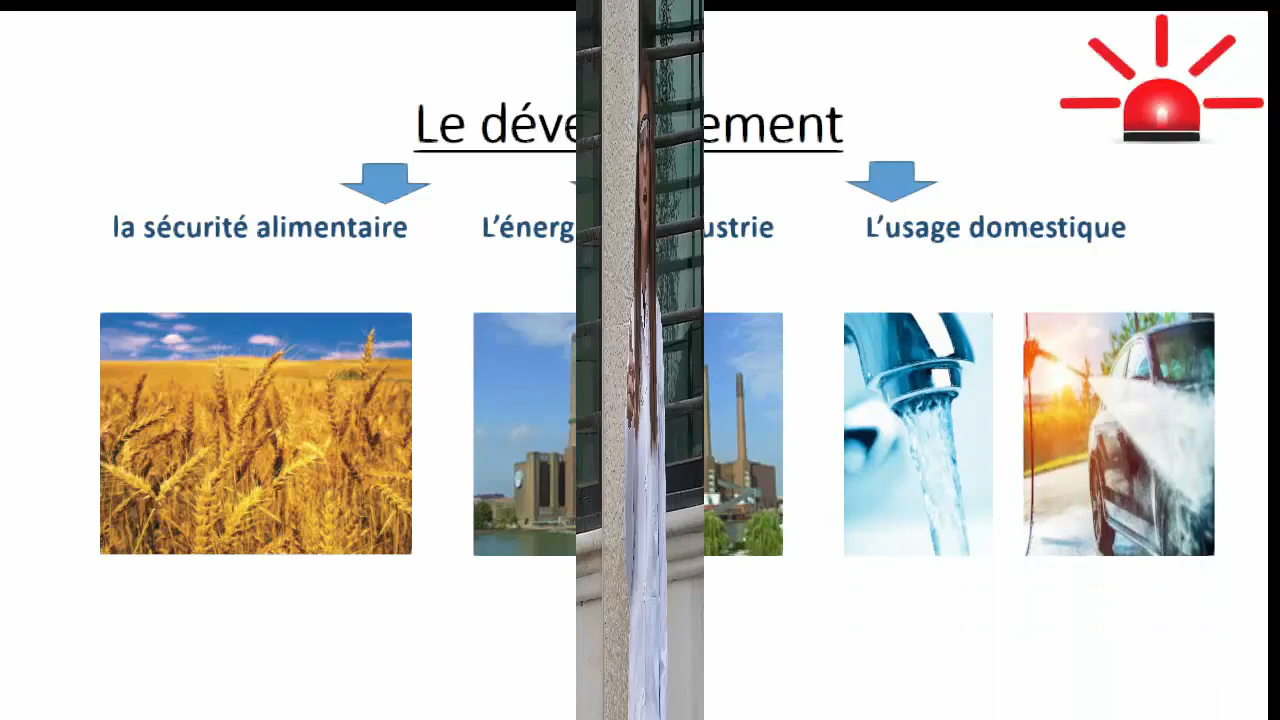 Le déve ement
la sécurité alimentaire
L'énerg ustrie
L'usage domestique